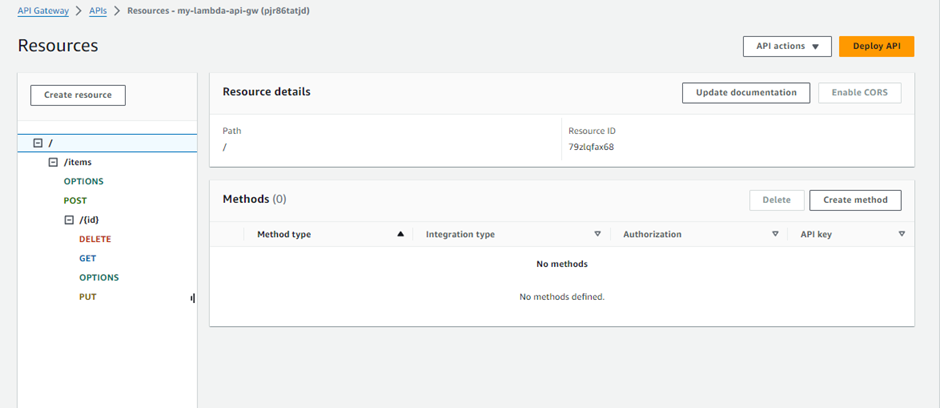 API Gateway > APIs > Resources - my-lambda-api-gw (pjr86tatjd)
Resources
API actions
Deploy API
Create resource
/
/items
OPTIONS
POST
/{id}
DELETE
GET
OPTIONS
PUT
Resource details
Update documentation
Enable CORS
Path
/
Resource ID
79zlqfax68
Methods (0)
Delete
Create method
Method type
Integration type
Authorization
API key
No methods
No methods defined.